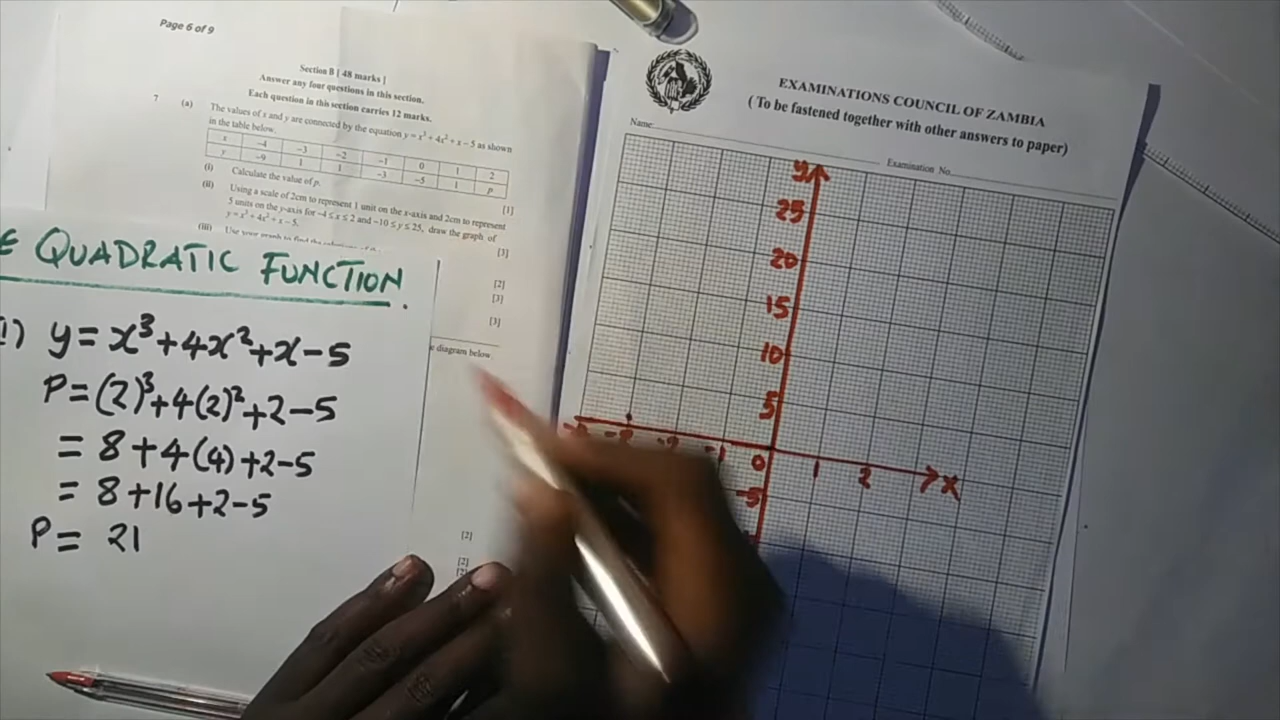 Page 6 of 9
Section B [ 48 marks ]
Answer any four questions in this section.
Each question in this section carries 12 marks.
7 (a) The values of x and y are connected by the equation y = x³ + 4x² + x − 5 as shown
in the table below.
x −4 −3 −2 −1 0 1 2
y −9 1 1 −3 −5 1 p
(i) Calculate the value of p. [1]
(ii) Using a scale of 2cm to represent 1 unit on the x-axis and 2cm to represent
5 units on the y-axis for −4 ≤ x ≤ 2 and −10 ≤ y ≤ 25, draw the graph of
y = x³ + 4x² + x − 5. [3]
(iii) Use your graph to find the solutions of
[2]
[3]
[3]
diagram below.
[2]
[2]
QUADRATIC FUNCTION.
y = x³ + 4x² + x − 5
P = (2)³ + 4(2)² + 2 − 5
= 8 + 4(4) + 2 − 5
= 8 + 16 + 2 − 5
P = 21
EXAMINATIONS COUNCIL OF ZAMBIA
( To be fastened together with other answers to paper)
Name: Examination No.
y
25
20
15
10
5
-2 -1 0 1 2 x
-5